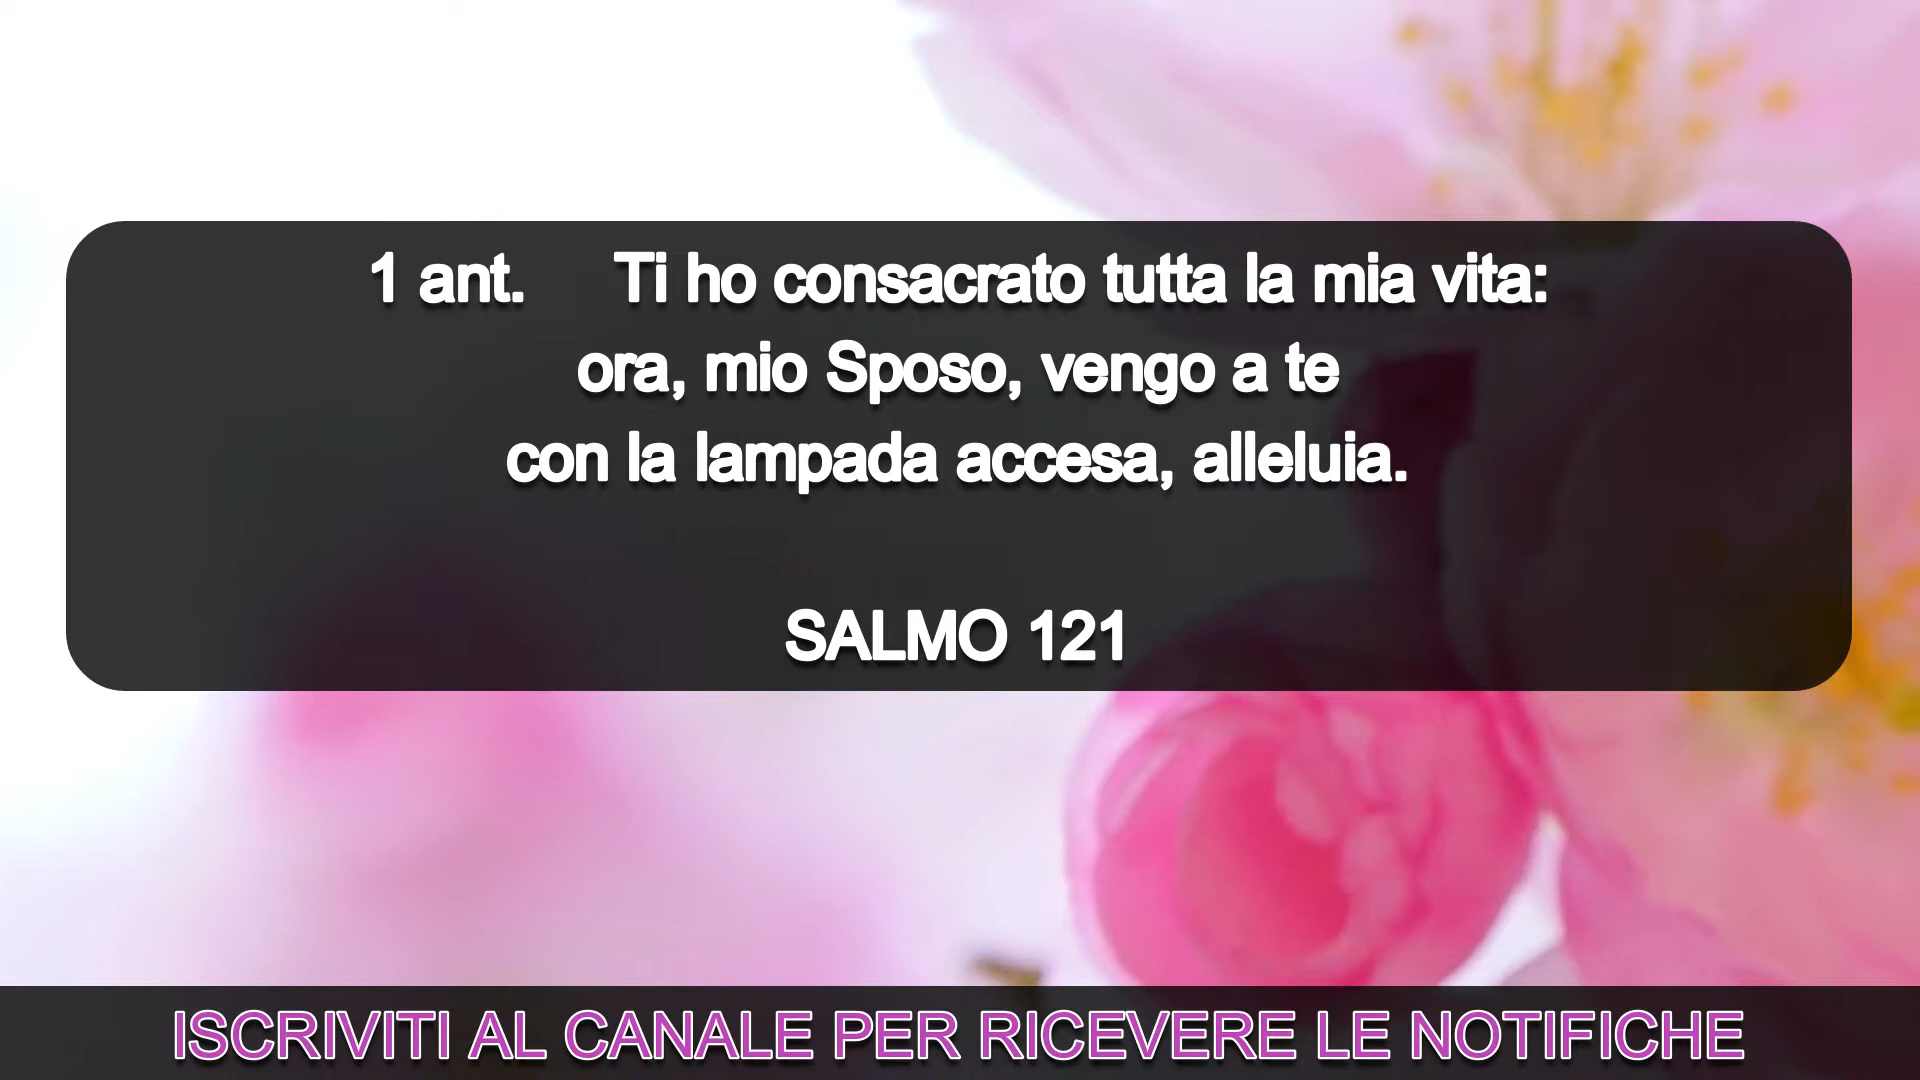 1 ant. Ti ho consacrato tutta la mia vita:
ora, mio Sposo, vengo a te
con la lampada accesa, alleluia.
SALMO 121
ISCRIVITI AL CANALE PER RICEVERE LE NOTIFICHE